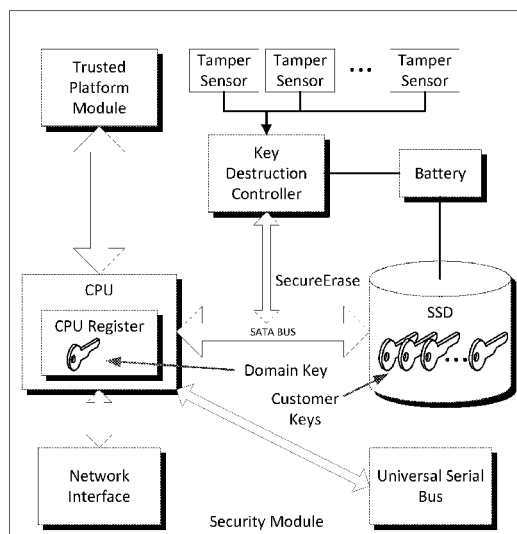 Trusted
Platform
Module
Tamper
Sensor
Tamper
Sensor
...
Tamper
Sensor
Key
Destruction
Controller
Battery
SecureErase
CPU
CPU Register
SATA BUS
SSD
...
Domain Key
Customer
Keys
Network
Interface
Universal Serial
Bus
Security Module